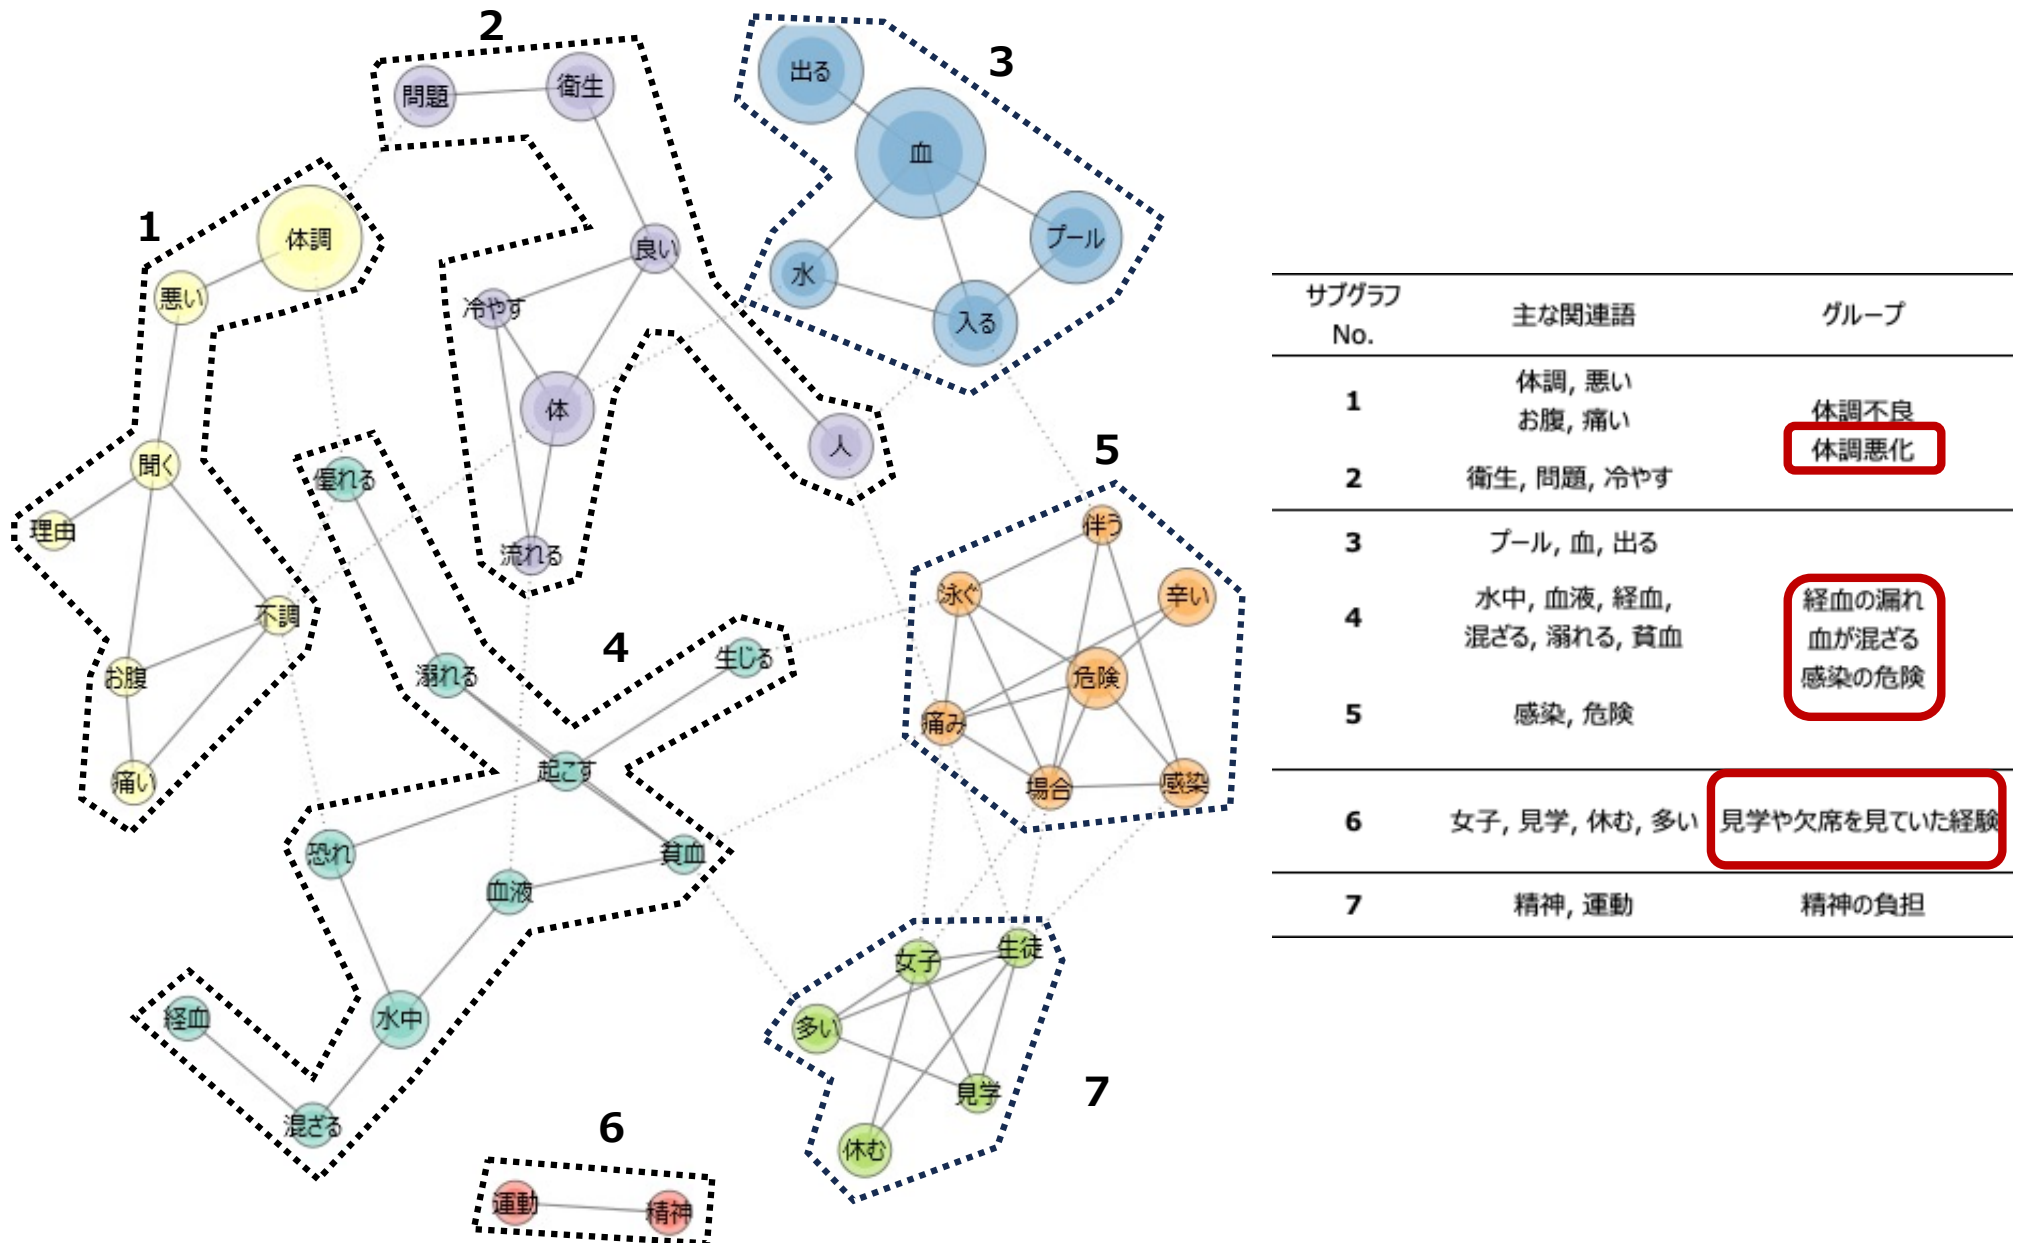 2
問題
衛生
3
出る
血
プール
水
入る
1
体調
悪い
良い
冷やす
体
人
聞く
理由
優れる
流れる
不調
お腹
痛い
4
溺れる
生じる
起こす
恐れ
血液
貧血
経血
水中
混ざる
5
伴う
泳ぐ
辛い
危険
痛み
場合
感染
女子
生徒
多い
見学
休む
7
6
運動
精神
サブグラフ
No.
主な関連語
グループ
1
体調, 悪い
お腹, 痛い
体調不良
体調悪化
2
衛生, 問題, 冷やす
3
プール, 血, 出る
4
水中, 血液, 経血,
混ざる, 溺れる, 貧血
経血の漏れ
血が混ざる
感染の危険
5
感染, 危険
6
女子, 見学, 休む, 多い
見学や欠席を見ていた経験
7
精神, 運動
精神の負担